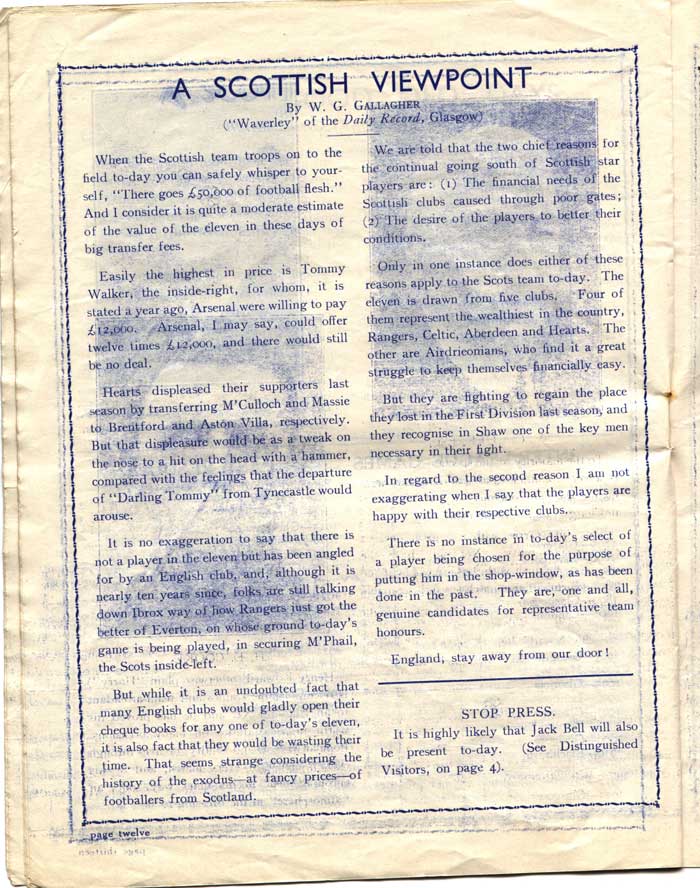 A SCOTTISH VIEWPOINT
By W. G. GALLAGHER
("Waverley" of the Daily Record, Glasgow)
When the Scottish team troops on to the
field to-day you can safely whisper to your-
self, "There goes £50,000 of football flesh."
And I consider it is quite a moderate estimate
of the value of the eleven in these days of
big transfer fees.
Easily the highest in price is Tommy
Walker, the inside-right, for whom, it is
stated a year ago, Arsenal were willing to pay
£12,000. Arsenal, I may say, could offer
twelve times £12,000, and there would still
be no deal.
Hearts displeased their supporters last
season by transferring M'Culloch and Massie
to Brentford and Aston Villa, respectively.
But that displeasure would be as a tweak on
the nose to a hit on the head with a hammer,
compared with the feelings that the departure
of "Darling Tommy" from Tynecastle would
arouse.
It is no exaggeration to say that there is
not a player in the eleven but has been angled
for by an English club, and, although it is
nearly ten years since, folks are still talking
down Ibrox way of how Rangers just got the
better of Everton, on whose ground to-day's
game is being played, in securing M'Phail,
the Scots inside-left.
But while it is an undoubted fact that
many English clubs would gladly open their
cheque books for any one of to-day's eleven,
it is also fact that they would be wasting their
time. That seems strange considering the
history of the exodus—at fancy prices—of
footballers from Scotland.
We are told that the two chief reasons for
the continual going south of Scottish star
players are: (1) The financial needs of the
Scottish clubs caused through poor gates;
(2) The desire of the players to better their
conditions.
Only in one instance does either of these
reasons apply to the Scots team to-day. The
eleven is drawn from five clubs. Four of
them represent the wealthiest in the country,
Rangers, Celtic, Aberdeen and Hearts. The
other are Airdrieonians, who find it a great
struggle to keep themselves financially easy.
But they are fighting to regain the place
they lost in the First Division last season, and
they recognise in Shaw one of the key men
necessary in their fight.
In regard to the second reason I am not
exaggerating when I say that the players are
happy with their respective clubs.
There is no instance in to-day's select of
a player being chosen for the purpose of
putting him in the shop-window, as has been
done in the past. They are, one and all,
genuine candidates for representative team
honours.
England, stay away from our door!
STOP PRESS.
It is highly likely that Jack Bell will also
be present to-day. (See Distinguished
Visitors, on page 4).
page twelve